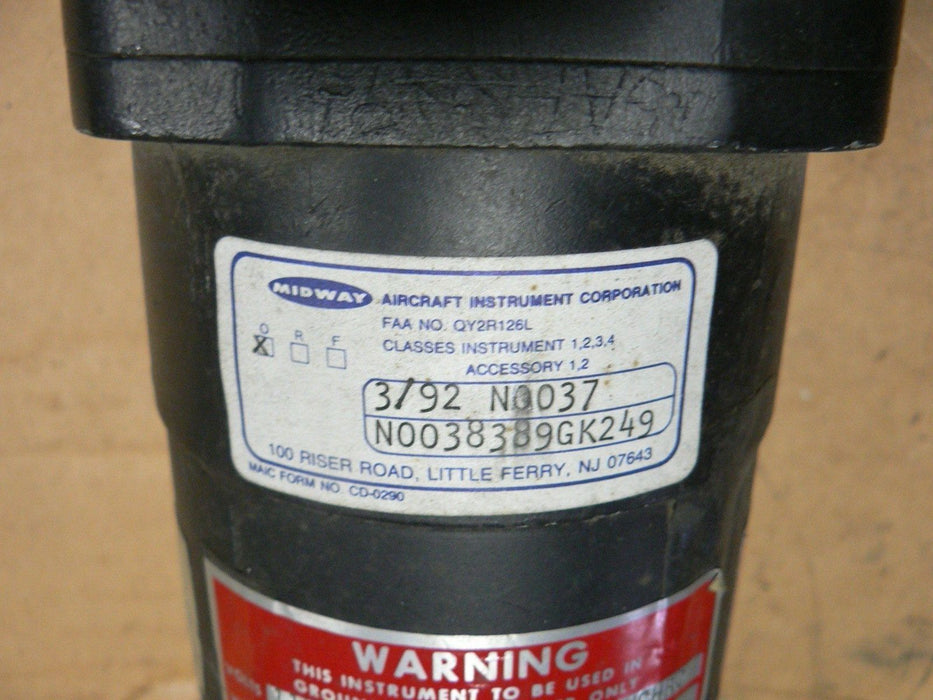 MIDWAY AIRCRAFT INSTRUMENT CORPORATION
FAA NO. QY2R126L
O R F
X
CLASSES INSTRUMENT 1,2,3,4
ACCESSORY 1,2
3/92 N0037
N0038389GK249
100 RISER ROAD, LITTLE FERRY, NJ 07643
MAIC FORM NO. CD-0290
WARNING
THIS INSTRUMENT TO BE USED IN
ONLY